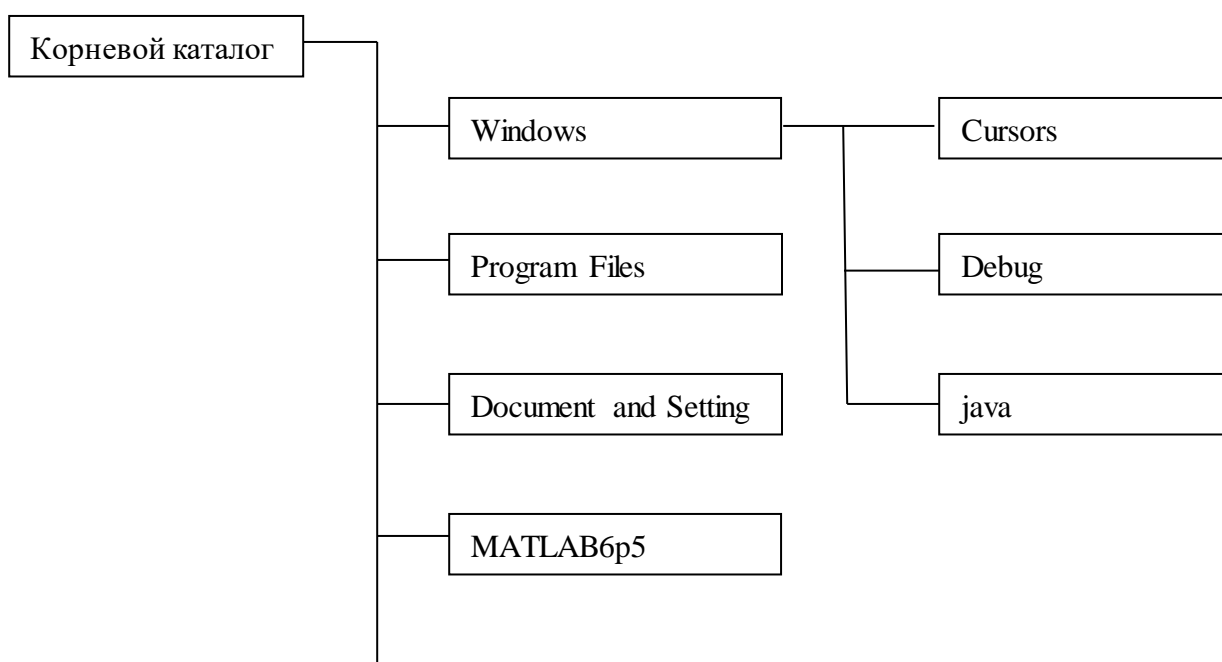 Корневой каталог
Windows
Cursors
Program Files
Debug
Document and Setting
java
MATLAB6p5